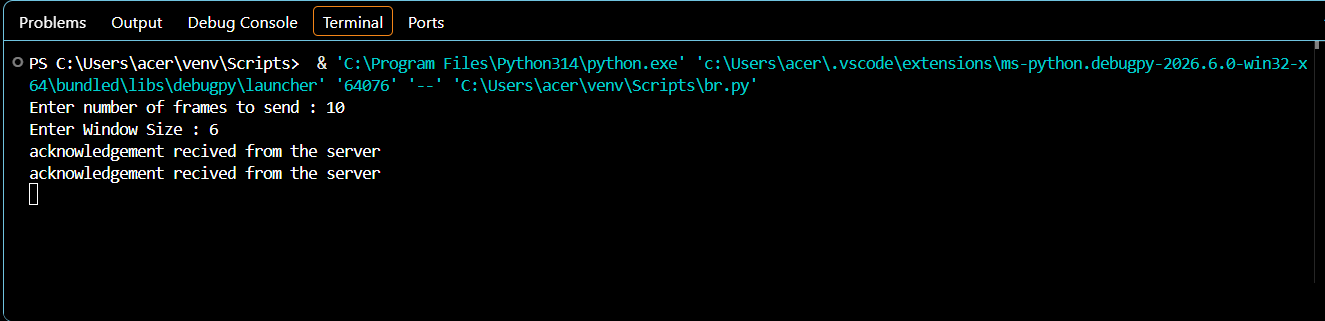 Problems Output Debug Console Terminal Ports
PS C:\Users\acer\venv\Scripts>  & 'C:\Program Files\Python314\python.exe' 'c:\Users\acer\.vscode\extensions\ms-python.debugpy-2026.6.0-win32-x
64\bundled\libs\debugpy\launcher' '64076' '--' 'C:\Users\acer\venv\Scripts\br.py'
Enter number of frames to send : 10
Enter Window Size : 6
acknowledgement recived from the server
acknowledgement recived from the server